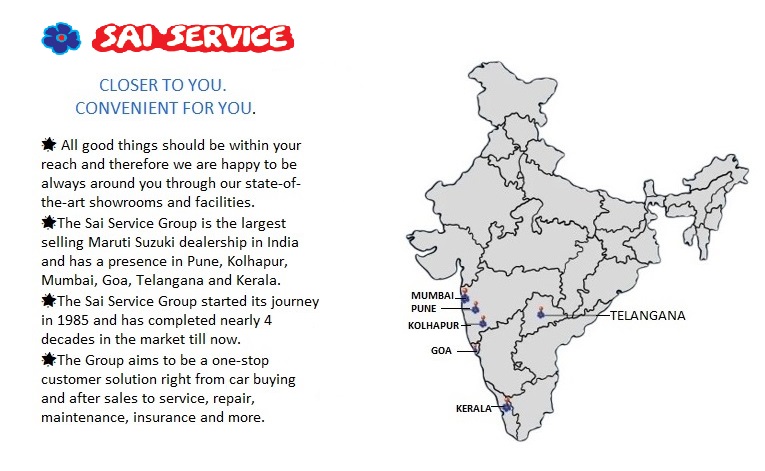 SAI SERVICE
CLOSER TO YOU.
CONVENIENT FOR YOU.
All good things should be within your
reach and therefore we are happy to be
always around you through our state-of-
the-art showrooms and facilities.
The Sai Service Group is the largest
selling Maruti Suzuki dealership in India
and has a presence in Pune, Kolhapur,
Mumbai, Goa, Telangana and Kerala.
The Sai Service Group started its journey
in 1985 and has completed nearly 4
decades in the market till now.
The Group aims to be a one-stop
customer solution right from car buying
and after sales to service, repair,
maintenance, insurance and more.
MUMBAI
PUNE
KOLHAPUR
TELANGANA
GOA
KERALA